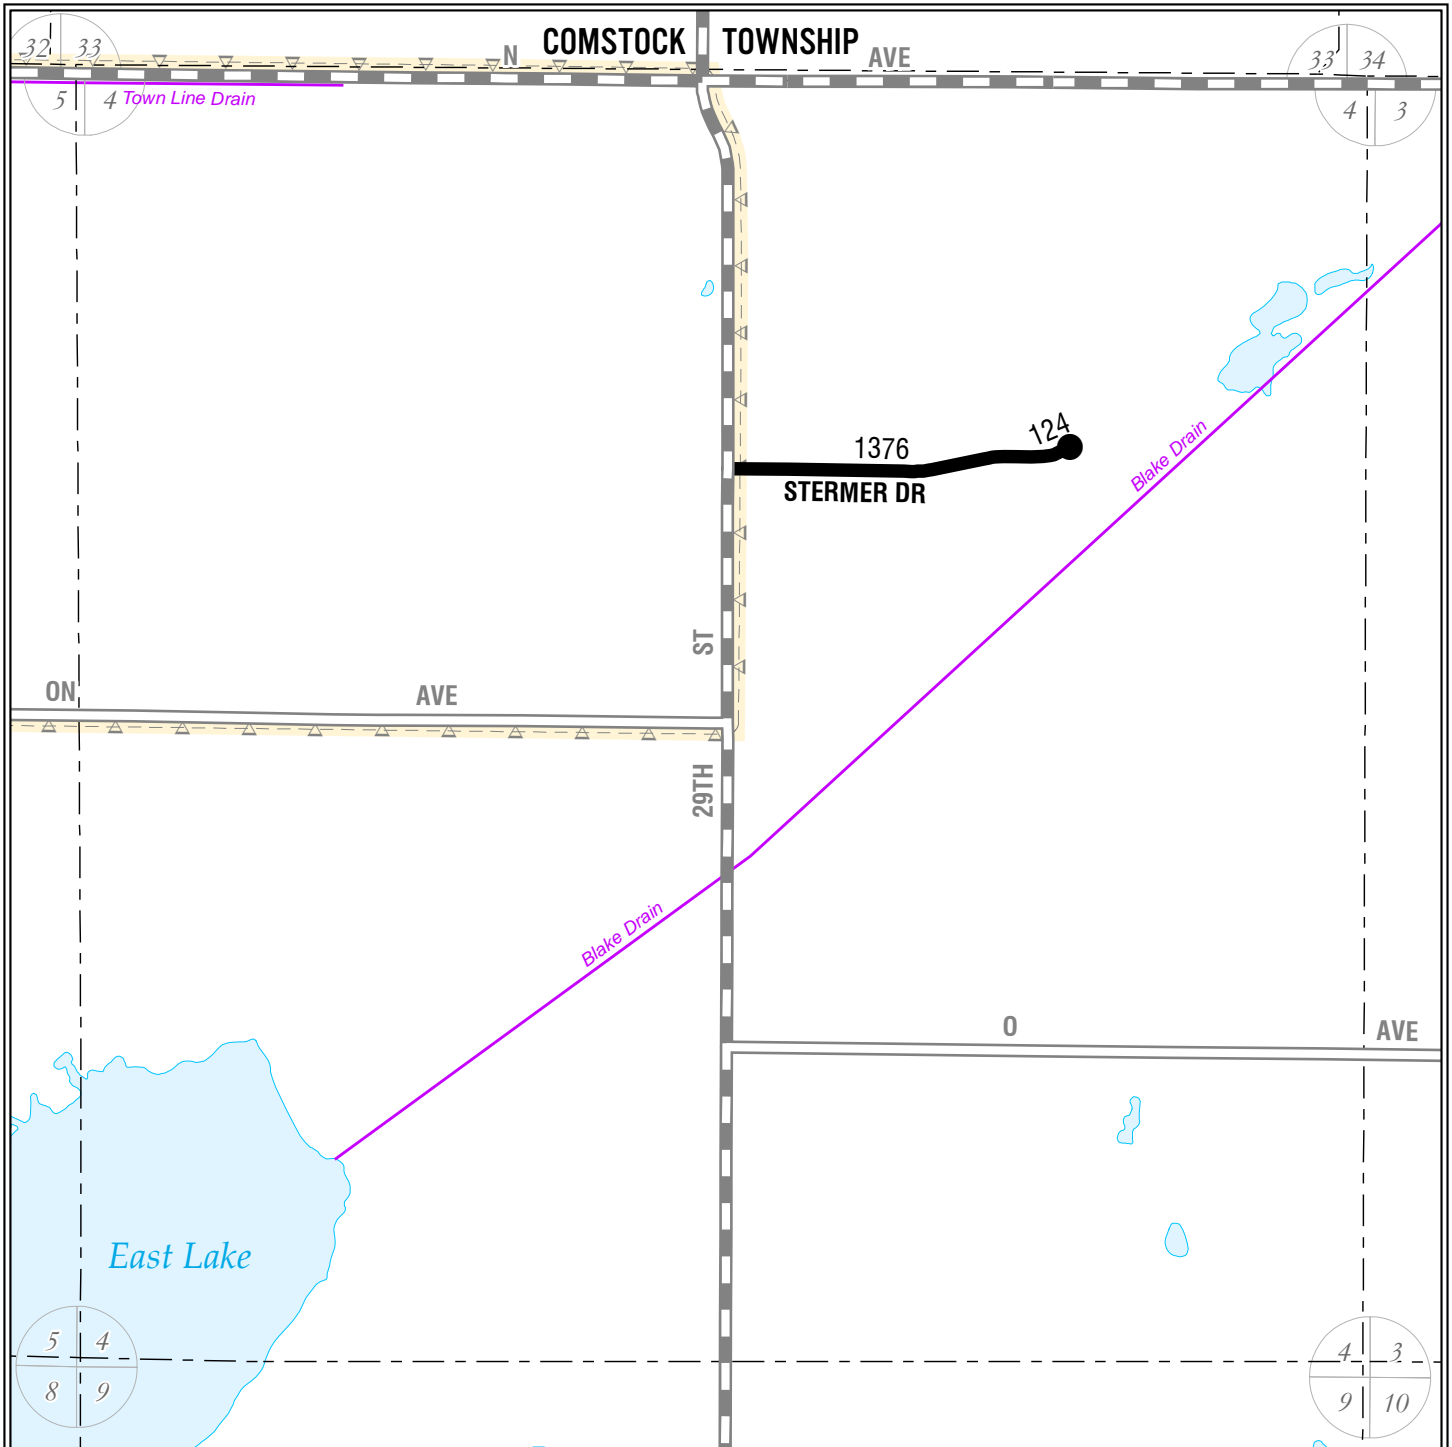 COMSTOCK TOWNSHIP
N AVE
32 33
5 4
33 34
4 3
Town Line Drain
1376
124
STERMER DR
Blake Drain
ST
ON AVE
29TH
Blake Drain
O AVE
East Lake
5 4
8 9
4 3
9 10